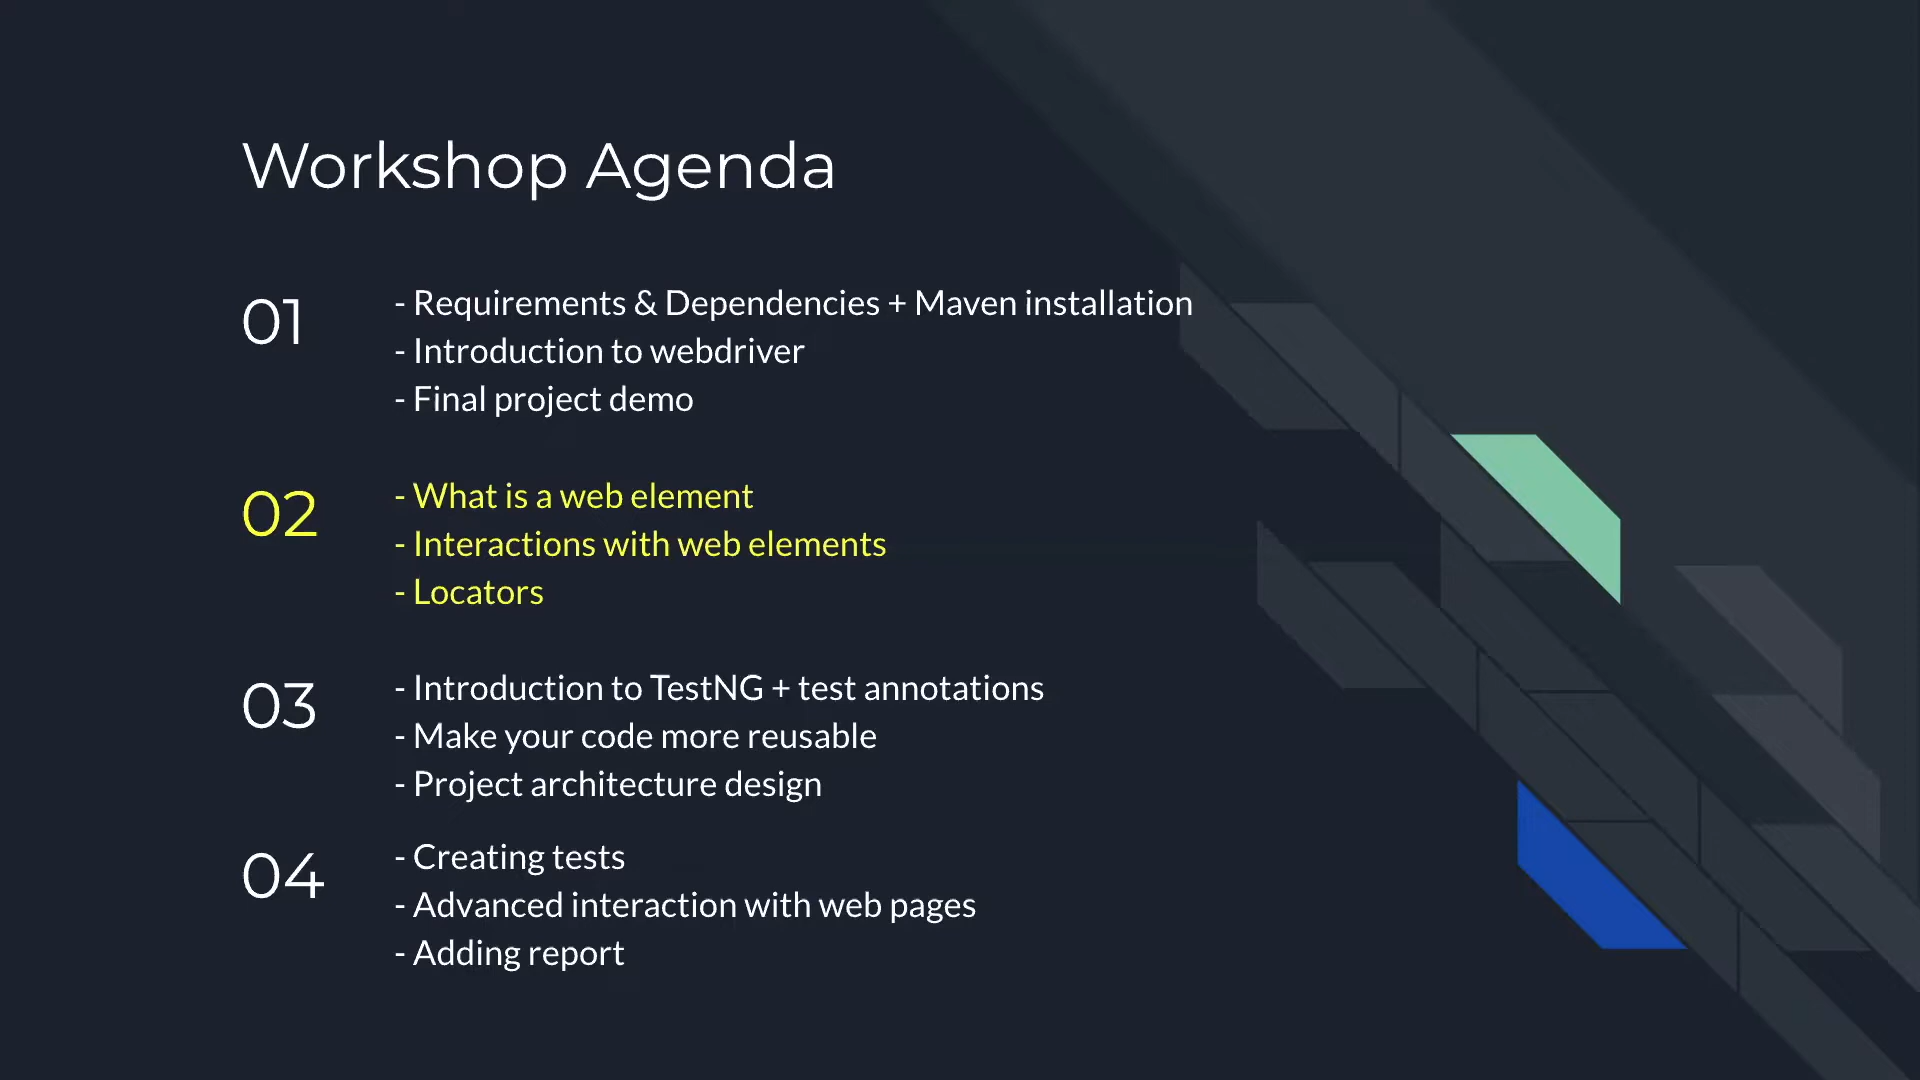 Workshop Agenda
01
- Requirements & Dependencies + Maven installation
- Introduction to webdriver
- Final project demo
02
- What is a web element
- Interactions with web elements
- Locators
03
- Introduction to TestNG + test annotations
- Make your code more reusable
- Project architecture design
04
- Creating tests
- Advanced interaction with web pages
- Adding report